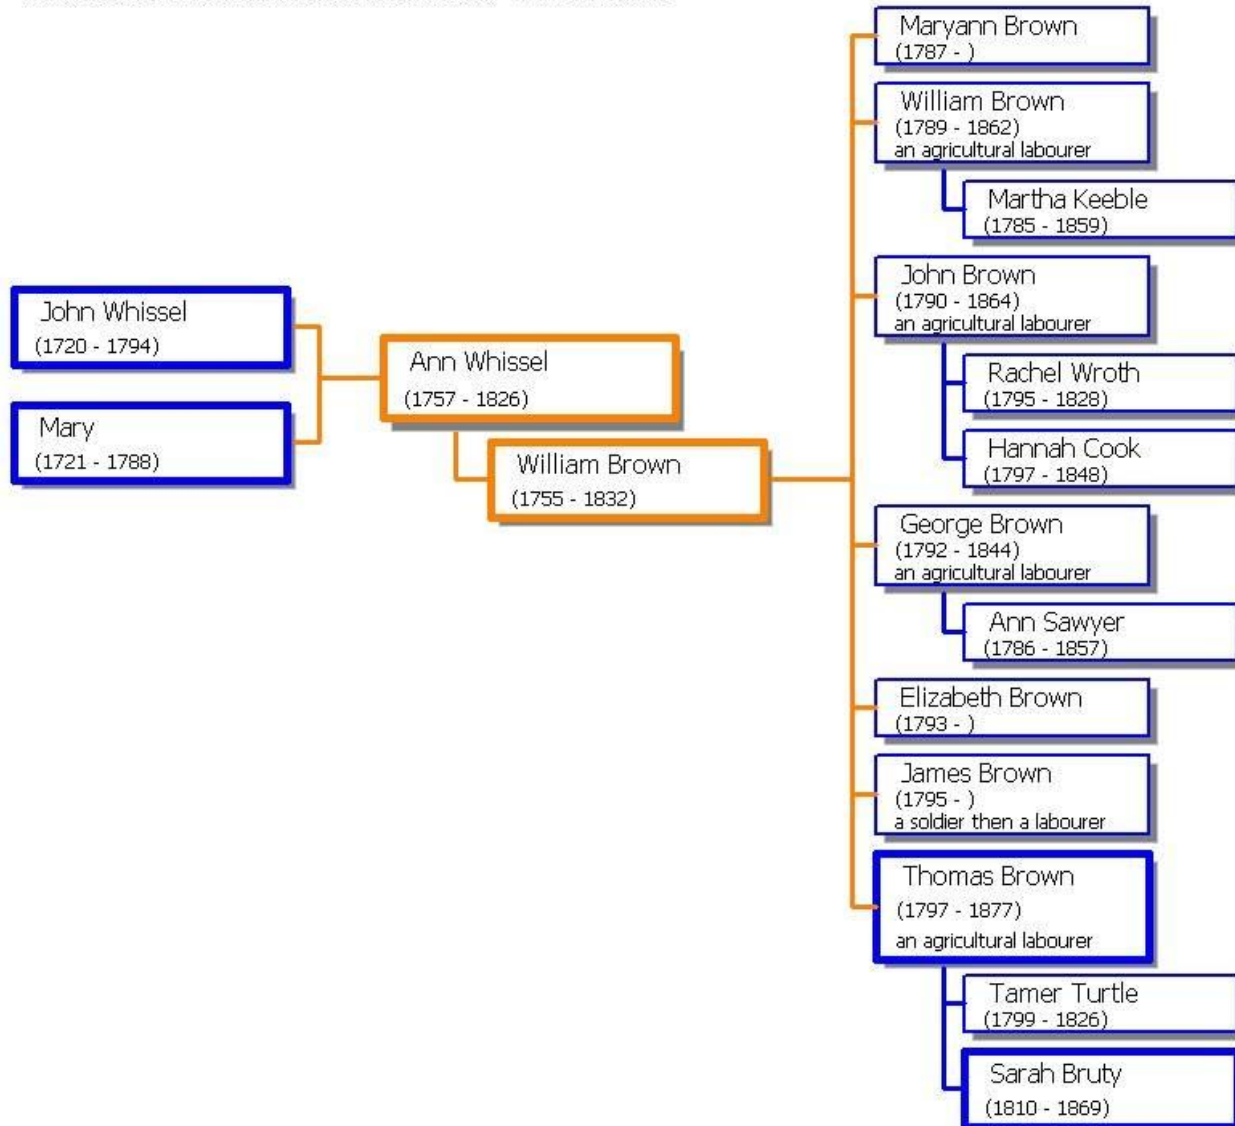 Maryann Brown
(1787 - )
William Brown
(1789 - 1862)
an agricultural labourer
Martha Keeble
(1785 - 1859)
John Brown
(1790 - 1864)
an agricultural labourer
Rachel Wroth
(1795 - 1828)
Hannah Cook
(1797 - 1848)
John Whissel
(1720 - 1794)
Mary
(1721 - 1788)
Ann Whissel
(1757 - 1826)
William Brown
(1755 - 1832)
George Brown
(1792 - 1844)
an agricultural labourer
Ann Sawyer
(1786 - 1857)
Elizabeth Brown
(1793 - )
James Brown
(1795 - )
a soldier then a labourer
Thomas Brown
(1797 - 1877)
an agricultural labourer
Tamer Turtle
(1799 - 1826)
Sarah Bruty
(1810 - 1869)